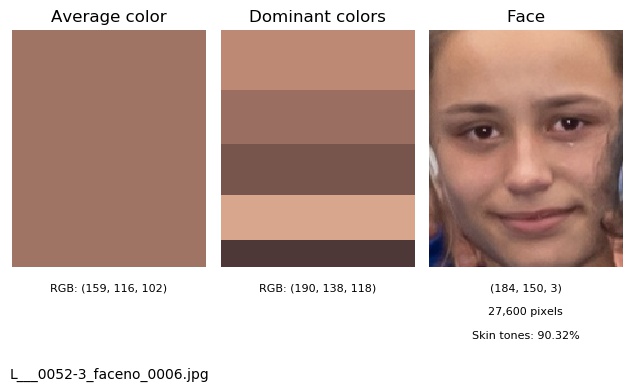 Average color
Dominant colors
Face
RGB: (159, 116, 102)
RGB: (190, 138, 118)
(184, 150, 3)
27,600 pixels
Skin tones: 90.32%
L___0052-3_faceno_0006.jpg